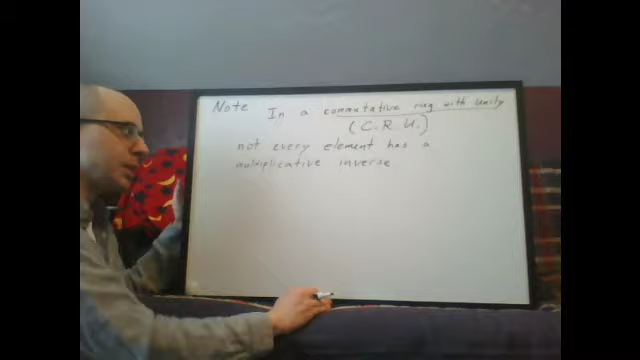 Note In a commutative ring with Unity
(C.R.U.)
not every element has a
multiplicative inverse